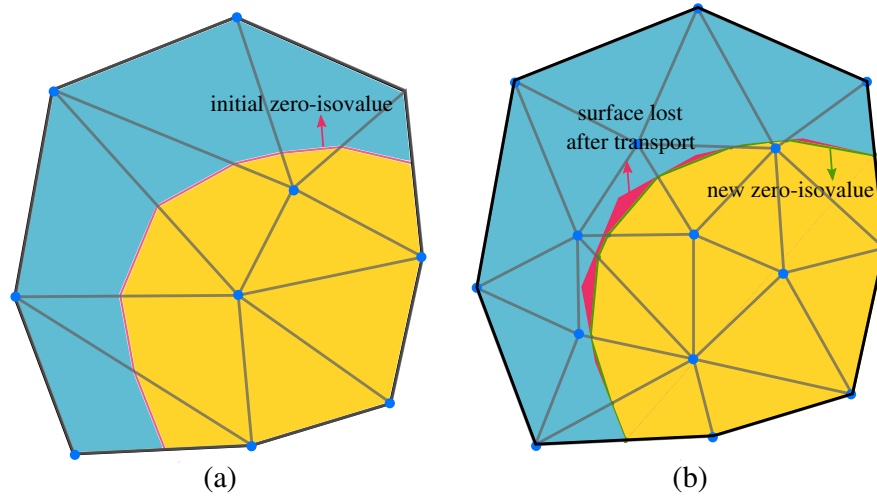 initial zero-isovalue
surface lost
after transport
new zero-isovalue
(a)
(b)